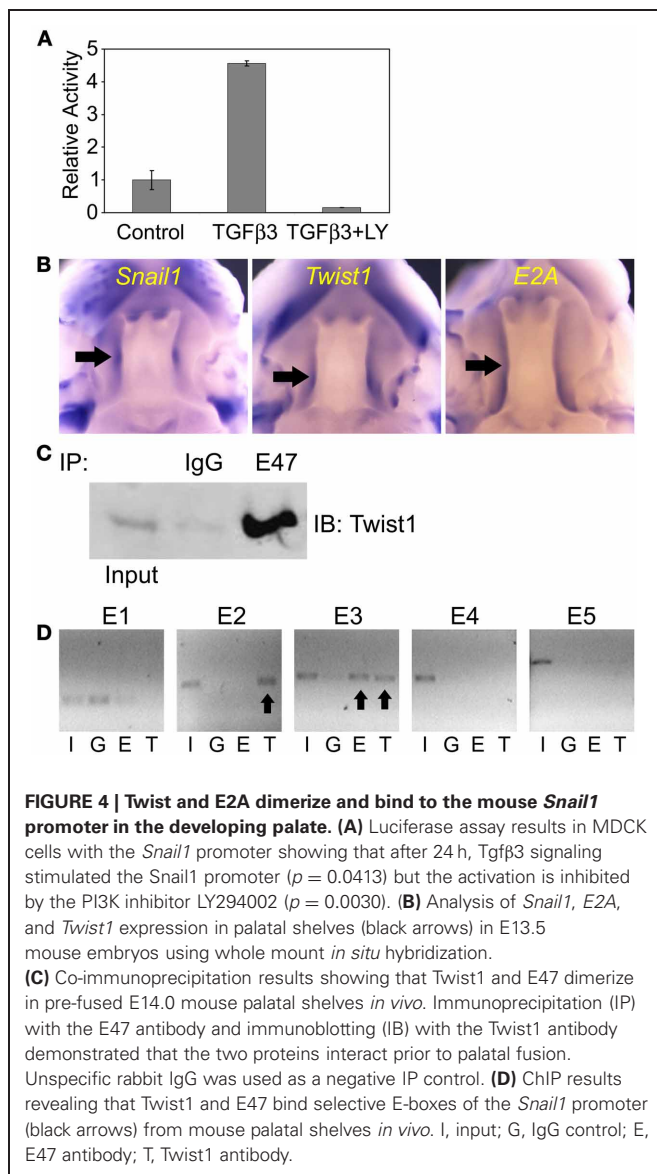 A
Relative Activity
5
4
3
2
1
0
Control TGFβ3 TGFβ3+LY
B
Snail1 Twist1 E2A
C
IP: IgG E47
IB: Twist1
Input
D
E1 E2 E3 E4 E5
I G E T I G E T I G E T I G E T I G E T
FIGURE 4 | Twist and E2A dimerize and bind to the mouse Snail1
promoter in the developing palate. (A) Luciferase assay results in MDCK
cells with the Snail1 promoter showing that after 24 h, Tgfβ3 signaling
stimulated the Snail1 promoter (p = 0.0413) but the activation is inhibited
by the PI3K inhibitor LY294002 (p = 0.0030). (B) Analysis of Snail1, E2A,
and Twist1 expression in palatal shelves (black arrows) in E13.5
mouse embryos using whole mount in situ hybridization.
(C) Co-immunoprecipitation results showing that Twist1 and E47 dimerize
in pre-fused E14.0 mouse palatal shelves in vivo. Immunoprecipitation (IP)
with the E47 antibody and immunoblotting (IB) with the Twist1 antibody
demonstrated that the two proteins interact prior to palatal fusion.
Unspecific rabbit IgG was used as a negative IP control. (D) ChIP results
revealing that Twist1 and E47 bind selective E-boxes of the Snail1 promoter
(black arrows) from mouse palatal shelves in vivo. I, input; G, IgG control; E,
E47 antibody; T, Twist1 antibody.